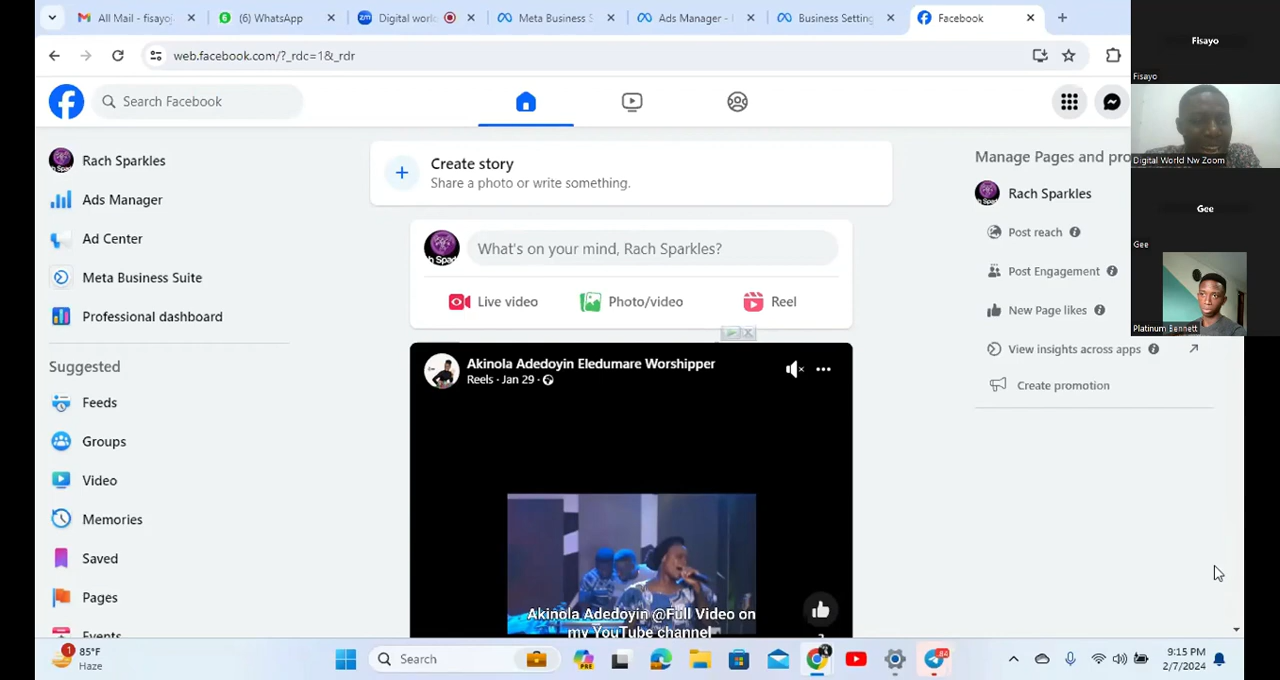 All Mail - fisayoj
(6) WhatsApp
zm
Digital worl
Meta Business S
Ads Manager -
Business Setting
Facebook
web.facebook.com/?_rdc=1&_rdr
Search Facebook
Rach Sparkles
Ads Manager
Ad Center
Meta Business Suite
Professional dashboard
Suggested
Feeds
Groups
Video
Memories
Saved
Pages
Events
Create story
Share a photo or write something.
What's on your mind, Rach Sparkles?
Live video
Photo/video
Reel
Akinola Adedoyin Eledumare Worshipper
Reels · Jan 29 ·
Akinola Adedoyin @Full Video on
my YouTube channel
Manage Pages and pro
Rach Sparkles
Post reach
Post Engagement
New Page likes
View insights across apps
Create promotion
Fisayo
Fisayo
Digital World Nw Zoom
Gee
Gee
Platinum Bennett
1
85°F
Haze
Search
PRE
84
9:15 PM
2/7/2024